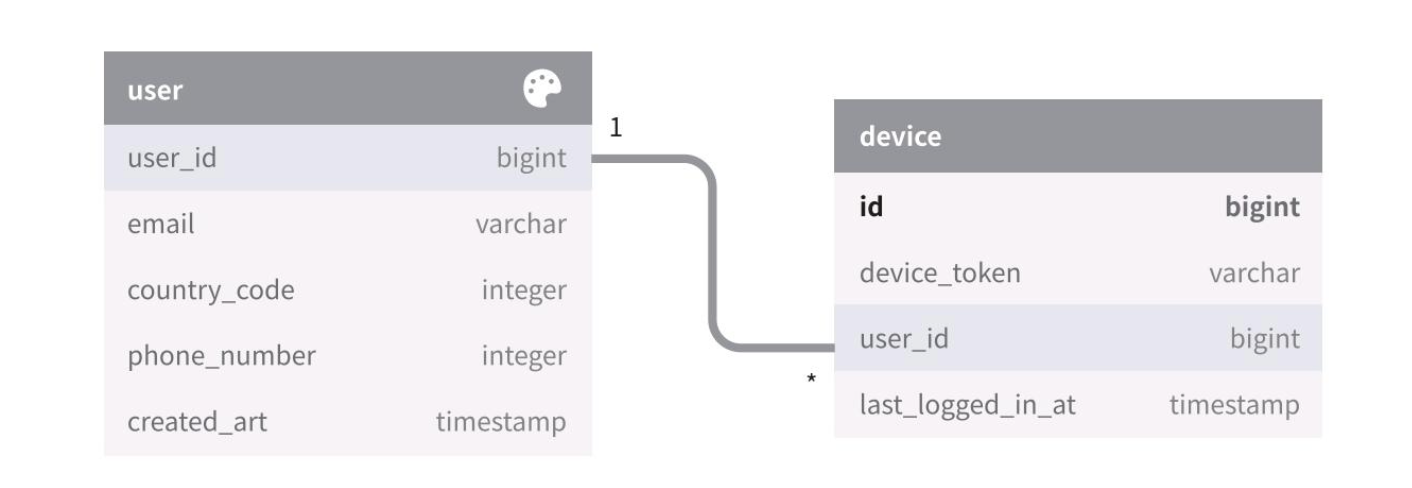 user
user_id bigint
email varchar
country_code integer
phone_number integer
created_art timestamp
1
*
device
id bigint
device_token varchar
user_id bigint
last_logged_in_at timestamp